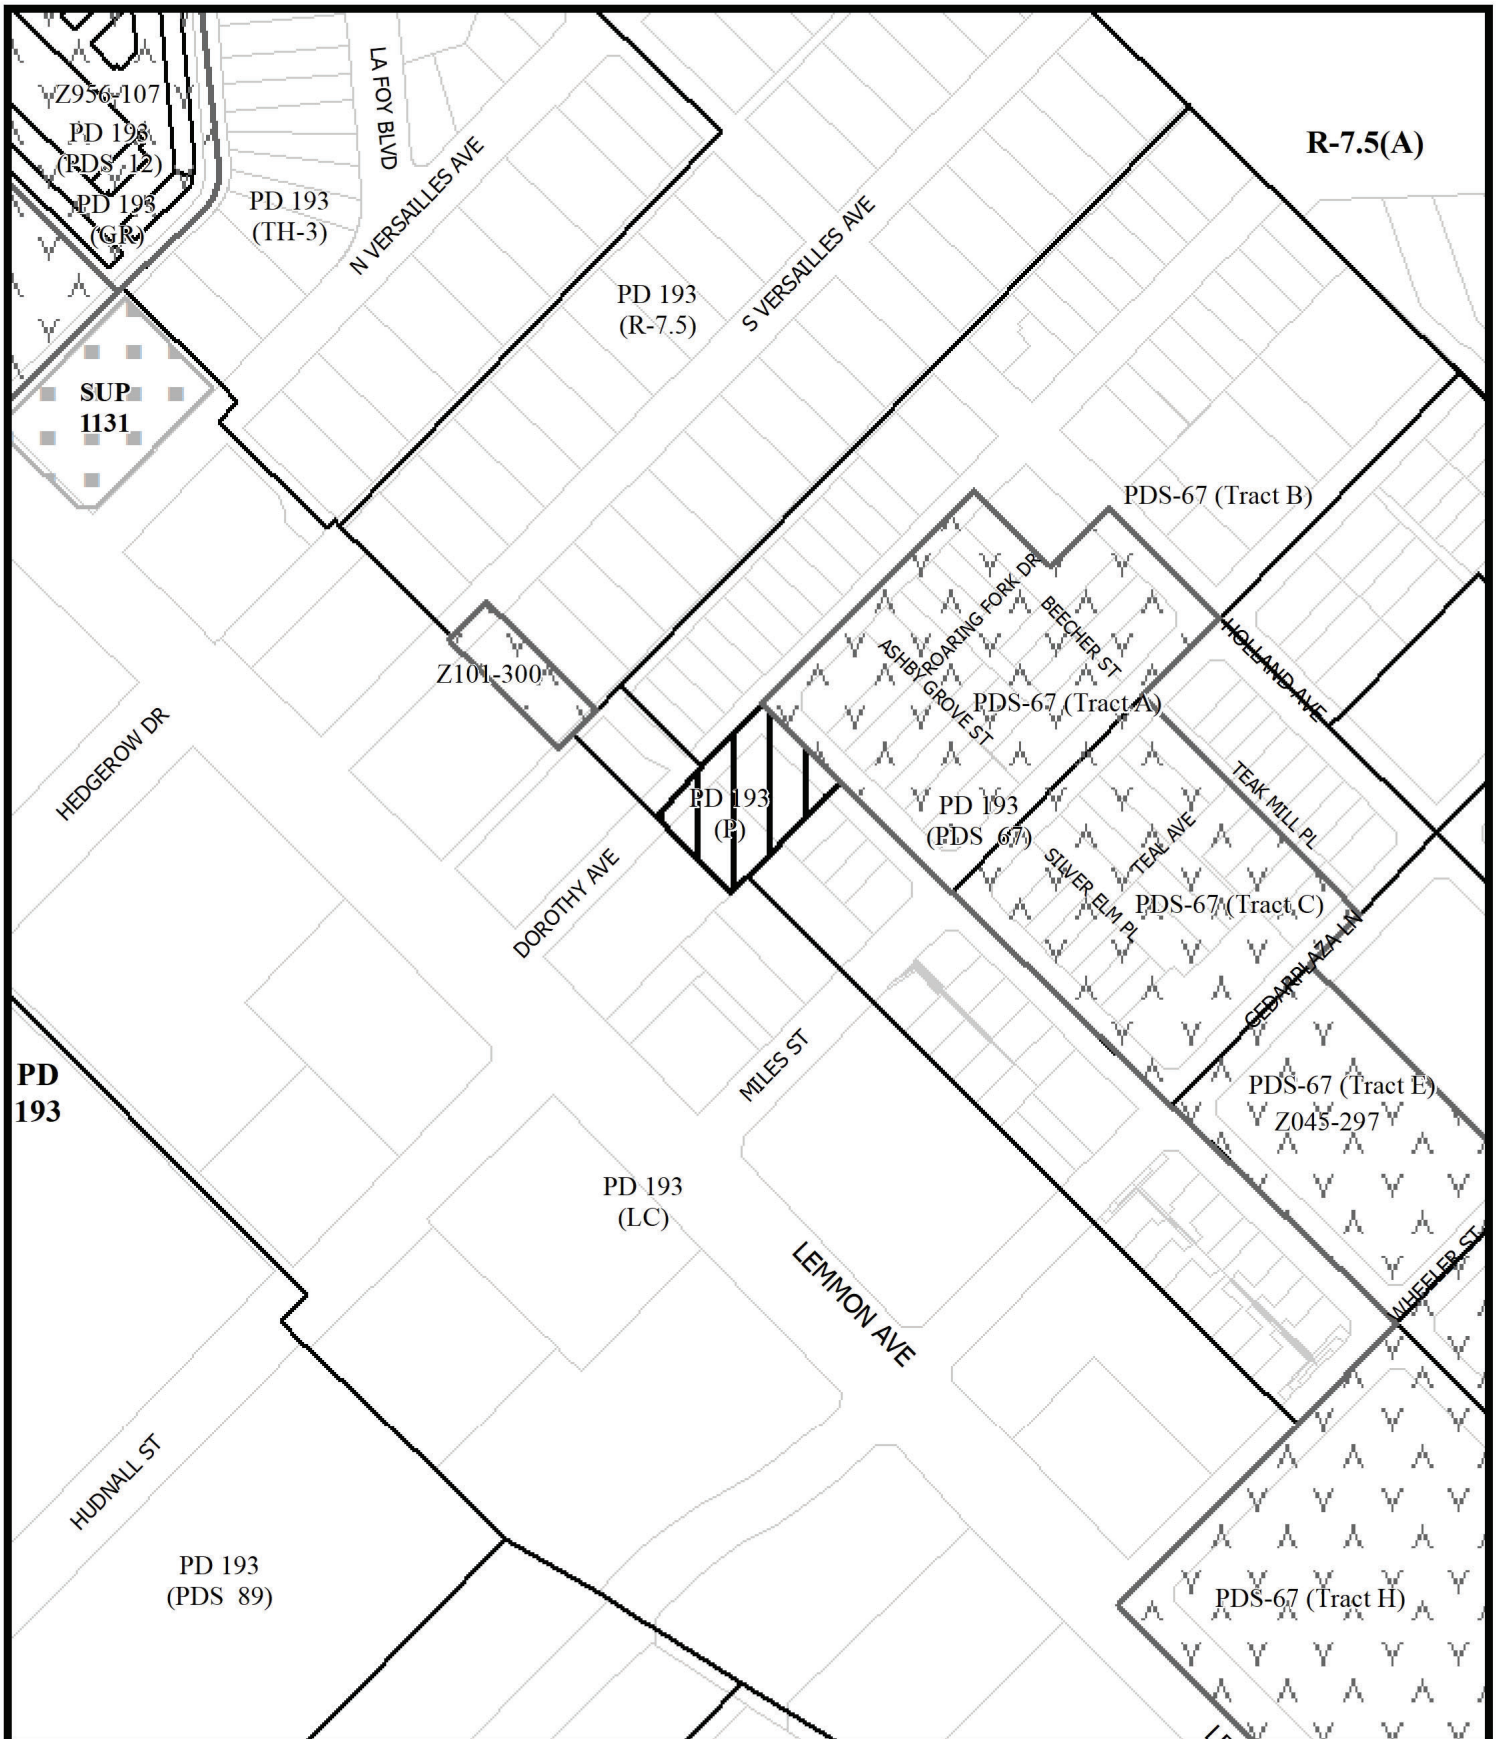 LA FOY BLVD
Z956-107
PD 193
(PDS 12)
PD 193
(GR)
PD 193
(TH-3)
N VERSAILLES AVE
R-7.5(A)
PD 193
(R-7.5)
S VERSAILLES AVE
SUP
1131
PDS-67 (Tract B)
ROARING FORK DR
BEECHER ST
ASHBY GROVE ST
HOLLAND AVE
Z101-300
PDS-67 (Tract A)
HEDGEROW DR
PD 193
(P)
PD 193
(PDS 67)
TEAK MILL PL
TEAL AVE
SILVER ELM PL
PDS-67 (Tract C)
DOROTHY AVE
CEDARPLAZA LN
MILES ST
PD
193
PDS-67 (Tract E)
Z045-297
PD 193
(LC)
LEMMON AVE
WHEELER ST
HUDNALL ST
PD 193
(PDS 89)
PDS-67 (Tract H)